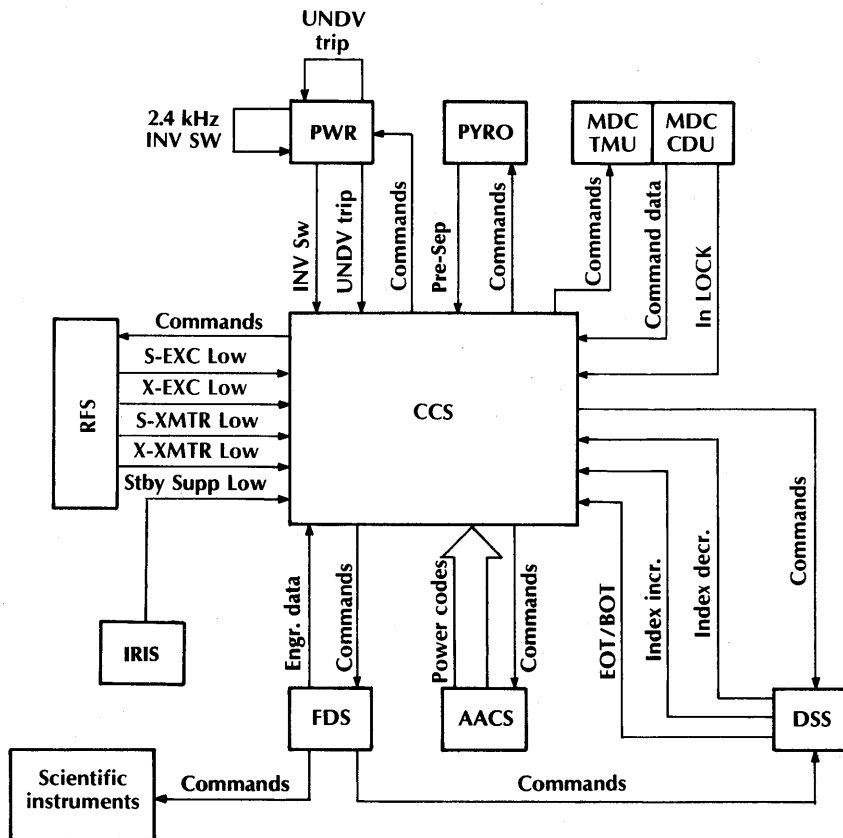 UNDV
trip
2.4 kHz
INV SW
PWR
PYRO
MDC
TMU
MDC
CDU
INV Sw
UNDV trip
Commands
Pre-Sep
Commands
Commands
Command data
In LOCK
RFS
Commands
S-EXC Low
X-EXC Low
S-XMTR Low
X-XMTR Low
Stby Supp Low
CCS
IRIS
Engr. data
Commands
Power codes
Commands
EOT/BOT
Index incr.
Index decr.
Commands
FDS
AACS
DSS
Scientific
instruments
Commands
Commands